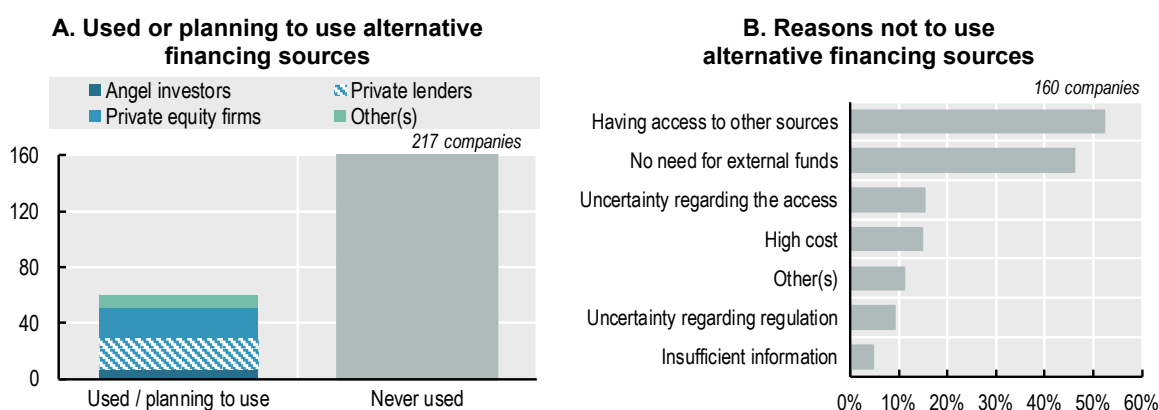 A. Used or planning to use alternative
financing sources
Angel investors
Private lenders
Private equity firms
Other(s)
217 companies
160
120
80
40
0
Used / planning to use
Never used
B. Reasons not to use
alternative financing sources
160 companies
Having access to other sources
No need for external funds
Uncertainty regarding the access
High cost
Other(s)
Uncertainty regarding regulation
Insufficient information
0% 10% 20% 30% 40% 50% 60%